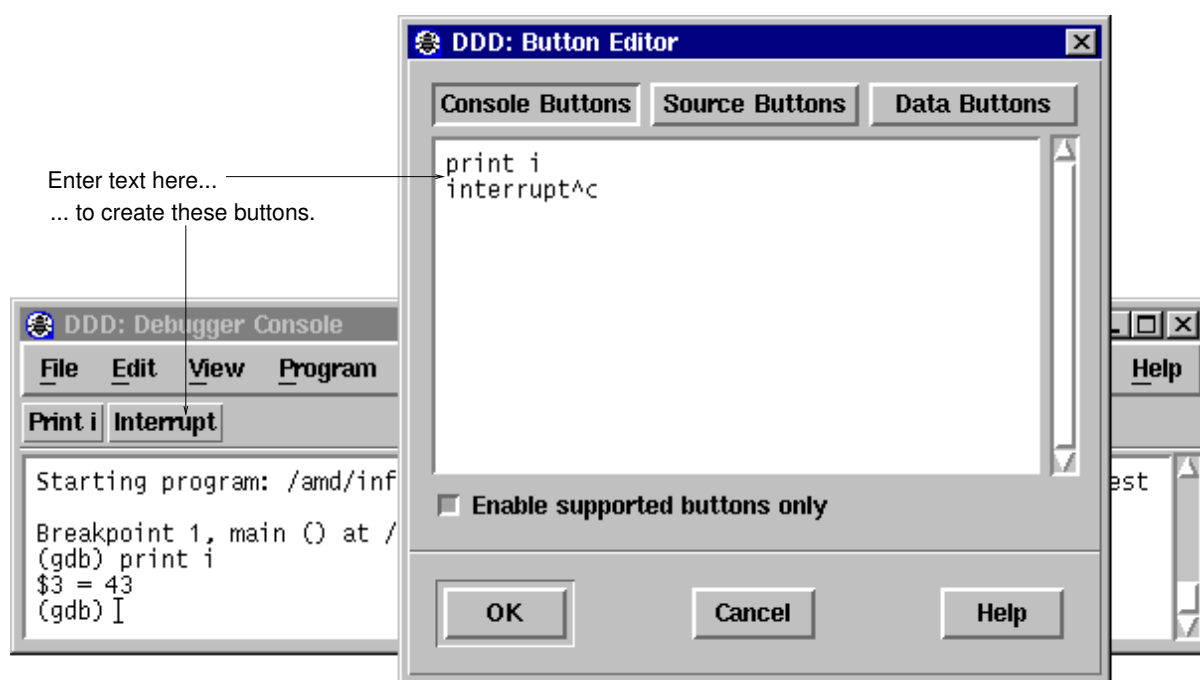 DDD: Button Editor
Console Buttons Source Buttons Data Buttons
print i
interrupt^c
Enter text here...
... to create these buttons.
DDD: Debugger Console
File Edit View Program Help
Print i Interrupt
Starting program: /amd/inf est
Breakpoint 1, main () at /
(gdb) print i
$3 = 43
(gdb)
Enable supported buttons only
OK Cancel Help